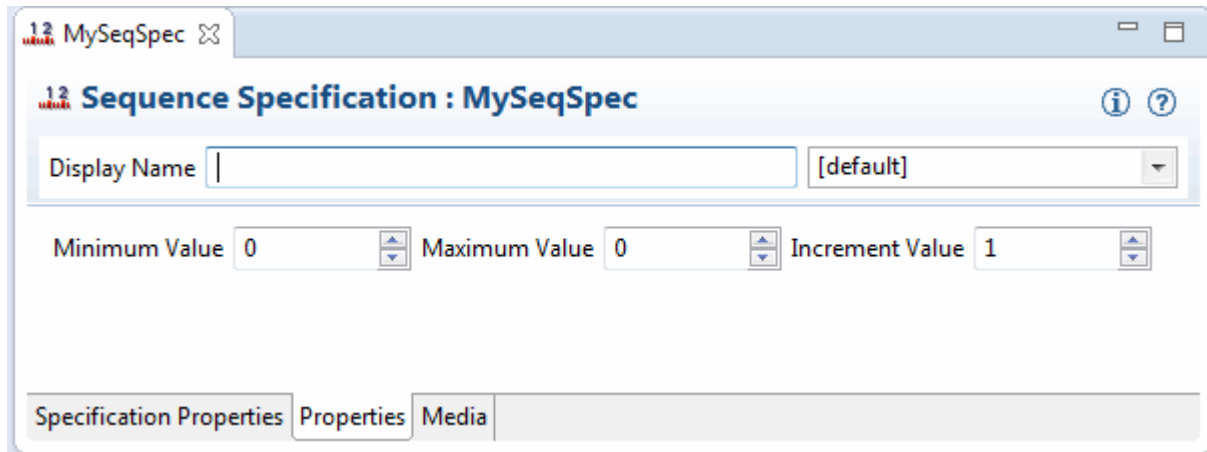 MySeqSpec
Sequence Specification : MySeqSpec
Display Name [default]
Minimum Value 0 Maximum Value 0 Increment Value 1
Specification Properties Properties Media